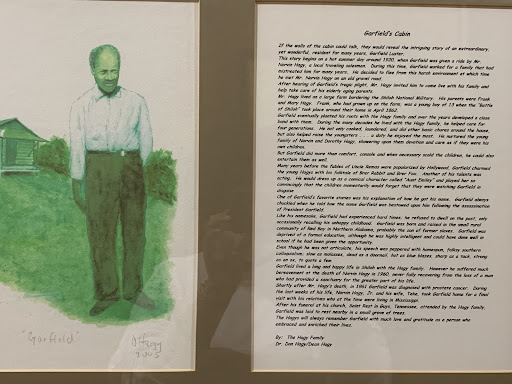 Garfield's Cabin
If the walls of the cabin could talk, they would reveal the intriguing story of an extraordinary,
yet wonderful, resident for many years, Garfield Luster.
This story begins on a hot summer day around 1930, when Garfield was given a ride by Mr.
Norvin Hagy, a local traveling salesman. During this time, Garfield worked for a family that had
mistreated him for many years. He decided to flee from this harsh environment at which time
he met Mr. Norvin Hagy on an old gravel road.
After hearing of Garfield's tragic plight, Mr. Hagy invited him to come live with his family and
help take care of his elderly aging parents.
Mr. Hagy lived on a large farm bordering the Shiloh National Military. His parents were Frank
and Mary Hagy. Frank, who had grown up on the farm, was a young boy of 13 when the "Battle
of Shiloh" took place around their home in April 1862.
Garfield eventually planted his roots with the Hagy family and over the years developed a close
bond with them. During the many decades he lived with the Hagy family, he helped care for
four generations. He not only cooked, laundered, and did other basic chores around the house
but also helped raise the youngsters . . . a duty he enjoyed the most. He nurtured the young
family of Norvin and Dorothy Hagy, showering upon them devotion and care as if they were his
own children.
But Garfield did more than comfort, console and when necessary scold the children, he could also
entertain them as well.
Many years before the fables of Uncle Remus were popularized by Hollywood, Garfield charmed
the young Hagys with his folktale of Brer Rabbit and Brer Fox. Another of his talents was
acting. He would dress up as a comical character called "Aunt Emiley" and played her so
convincingly that the children momentarily would forget that they were watching Garfield in
disguise.
One of Garfield's favorite stories was his explanation of how he got his name. Garfield always
chuckled when he told how the name Garfield was bestowed upon him following the assassination
of President Garfield.
Like his namesake, Garfield had experienced hard times; he refused to dwell on the past, only
occasionally recalling his unhappy childhood. Garfield was born and raised in the small rural
community of Red Bay in Northern Alabama, probably the son of former slaves. Garfield was
deprived of a formal education, although he was highly intelligent and could have done well in
school if he had been given the opportunity.
Even though he was not articulate, his speech was peppered with homespun, folksy southern
colloquialism; slow as molasses, dead as a doornail, hot as blue blazes, sharp as a tack, strong
as an ox, to quote a few.
Garfield lived a long and happy life in Shiloh with the Hagy family. However he suffered much
bereavement at the death of Norvin Hagy in 1960, never fully recovering from the loss of a man
who had provided a sanctuary for the greater part of his life.
Shortly after Mr. Hagy's death, in 1961 Garfield was diagnosed with prostate cancer. During
the last weeks of his life, Norvin Hagy, Jr. and his wife, Teke, took Garfield home for a final
visit with his relatives who at the time were living in Mississippi.
After his funeral at his church, Saint Rest in Guys, Tennessee, attended by the Hagy family,
Garfield was laid to rest nearby in a small grove of trees.
The Hagys will always remember Garfield with much love and gratitude as a person who
embraced and enriched their lives.
By: The Hagy Family
Dr. Don Hagy/Dean Hagy
"Garfield"
D Hagy
2005